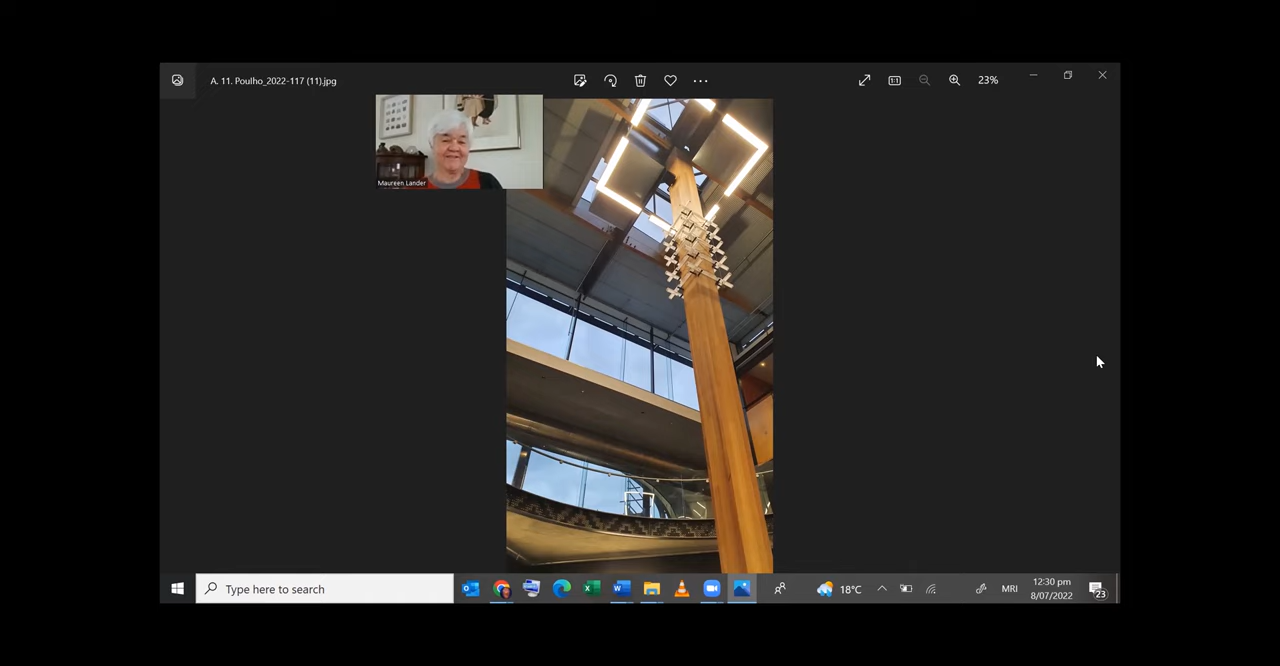 A. 11. Poulho_2022-117 (11).jpg
23%
Maureen Lander
Type here to search
18°C
MRI
12:30 pm
8/07/2022
23